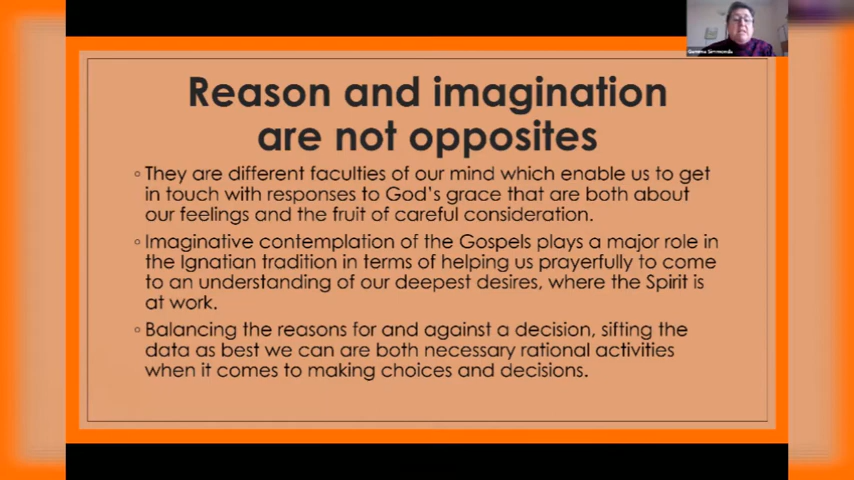 Gemma Simmonds
Reason and imagination
are not opposites
◦ They are different faculties of our mind which enable us to get
in touch with responses to God's grace that are both about
our feelings and the fruit of careful consideration.
◦ Imaginative contemplation of the Gospels plays a major role in
the Ignatian tradition in terms of helping us prayerfully to come
to an understanding of our deepest desires, where the Spirit is
at work.
◦ Balancing the reasons for and against a decision, sifting the
data as best we can are both necessary rational activities
when it comes to making choices and decisions.